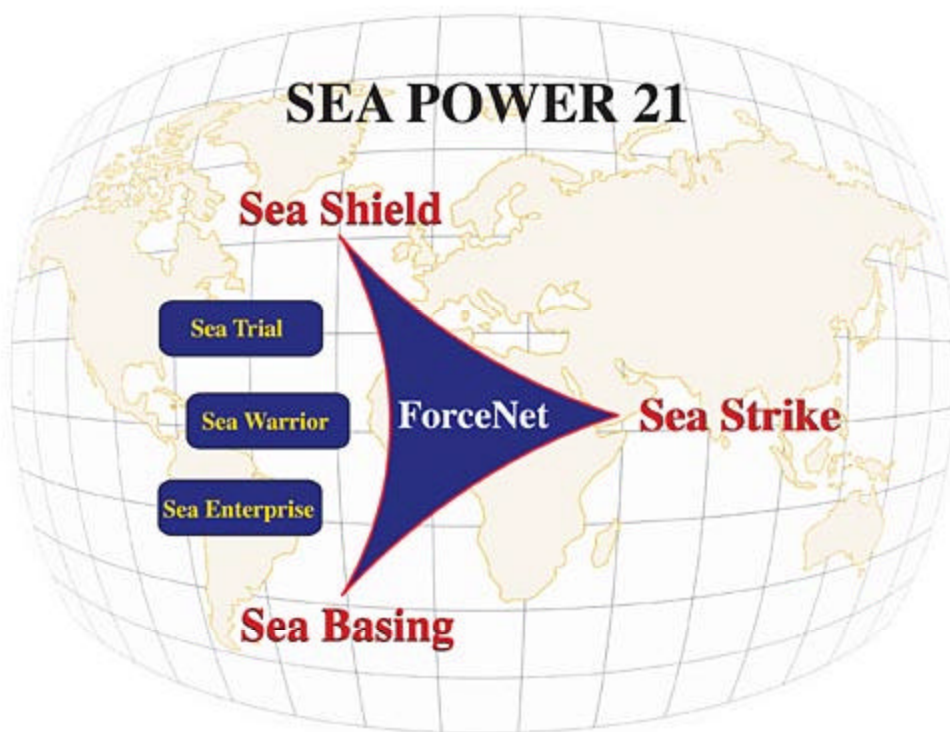 SEA POWER 21
Sea Shield
Sea Trial
Sea Warrior
ForceNet
Sea Strike
Sea Enterprise
Sea Basing